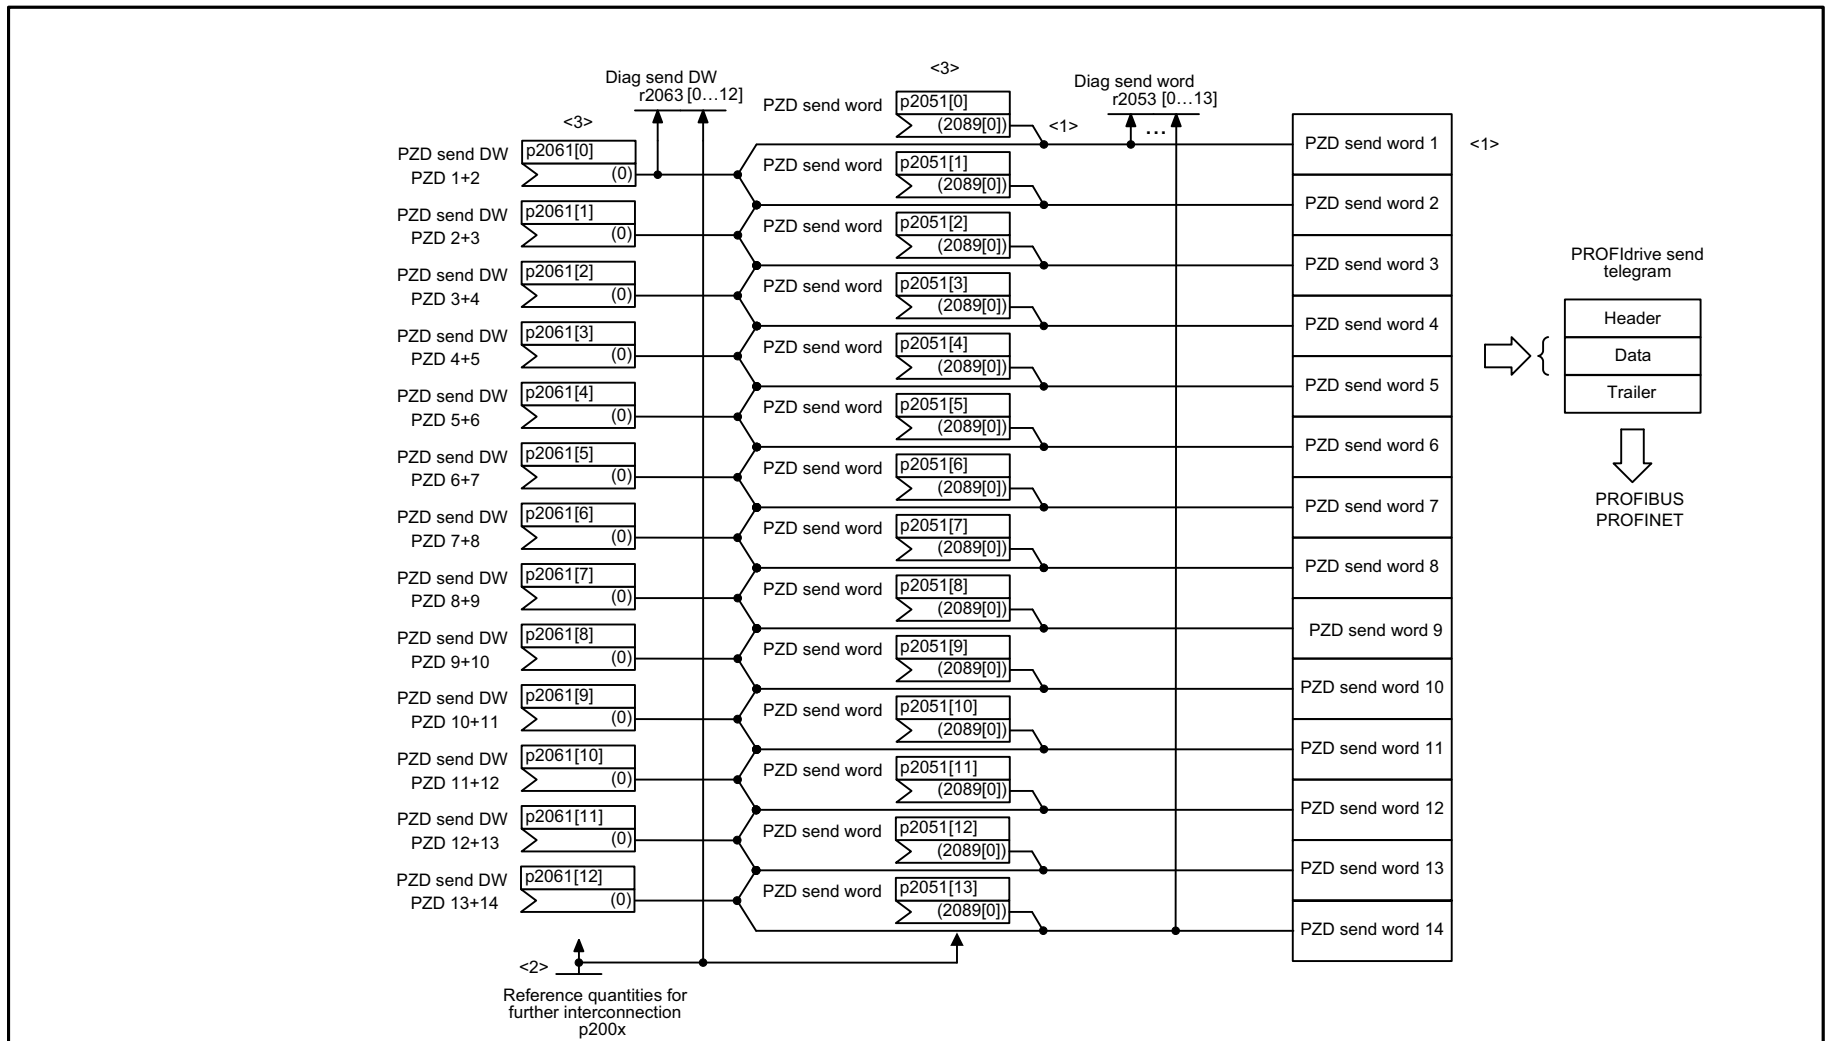 Diag send DW
r2063 [0...12]
<3>
PZD send DW
PZD 1+2
p2061[0]
(0)
PZD send DW
PZD 2+3
p2061[1]
(0)
PZD send DW
PZD 3+4
p2061[2]
(0)
PZD send DW
PZD 4+5
p2061[3]
(0)
PZD send DW
PZD 5+6
p2061[4]
(0)
PZD send DW
PZD 6+7
p2061[5]
(0)
PZD send DW
PZD 7+8
p2061[6]
(0)
PZD send DW
PZD 8+9
p2061[7]
(0)
PZD send DW
PZD 9+10
p2061[8]
(0)
PZD send DW
PZD 10+11
p2061[9]
(0)
PZD send DW
PZD 11+12
p2061[10]
(0)
PZD send DW
PZD 12+13
p2061[11]
(0)
PZD send DW
PZD 13+14
p2061[12]
(0)
<2>
Reference quantities for
further interconnection
p200x
<3>
PZD send word
p2051[0]
(2089[0])
PZD send word
p2051[1]
(2089[0])
PZD send word
p2051[2]
(2089[0])
PZD send word
p2051[3]
(2089[0])
PZD send word
p2051[4]
(2089[0])
PZD send word
p2051[5]
(2089[0])
PZD send word
p2051[6]
(2089[0])
PZD send word
p2051[7]
(2089[0])
PZD send word
p2051[8]
(2089[0])
PZD send word
p2051[9]
(2089[0])
PZD send word
p2051[10]
(2089[0])
PZD send word
p2051[11]
(2089[0])
PZD send word
p2051[12]
(2089[0])
PZD send word
p2051[13]
(2089[0])
<1>
Diag send word
r2053 [0...13]
...
PZD send word 1
<1>
PZD send word 2
PZD send word 3
PZD send word 4
PZD send word 5
PZD send word 6
PZD send word 7
PZD send word 8
PZD send word 9
PZD send word 10
PZD send word 11
PZD send word 12
PZD send word 13
PZD send word 14
PROFIdrive send
telegram
Header
Data
Trailer
PROFIBUS
PROFINET